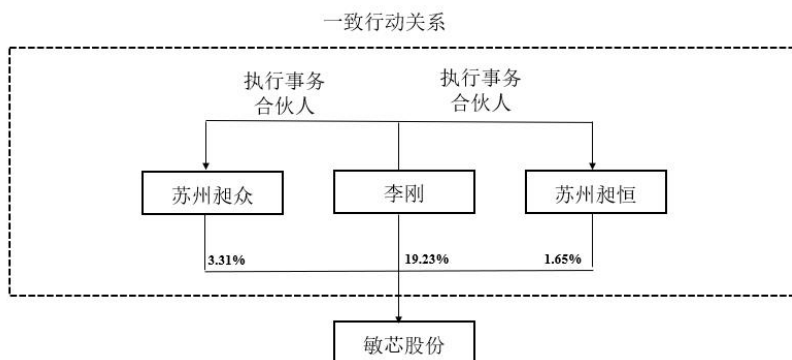 一致行动关系
执行事务
合伙人
执行事务
合伙人
苏州昶众
李刚
苏州昶恒
3.31%
19.23%
1.65%
敏芯股份